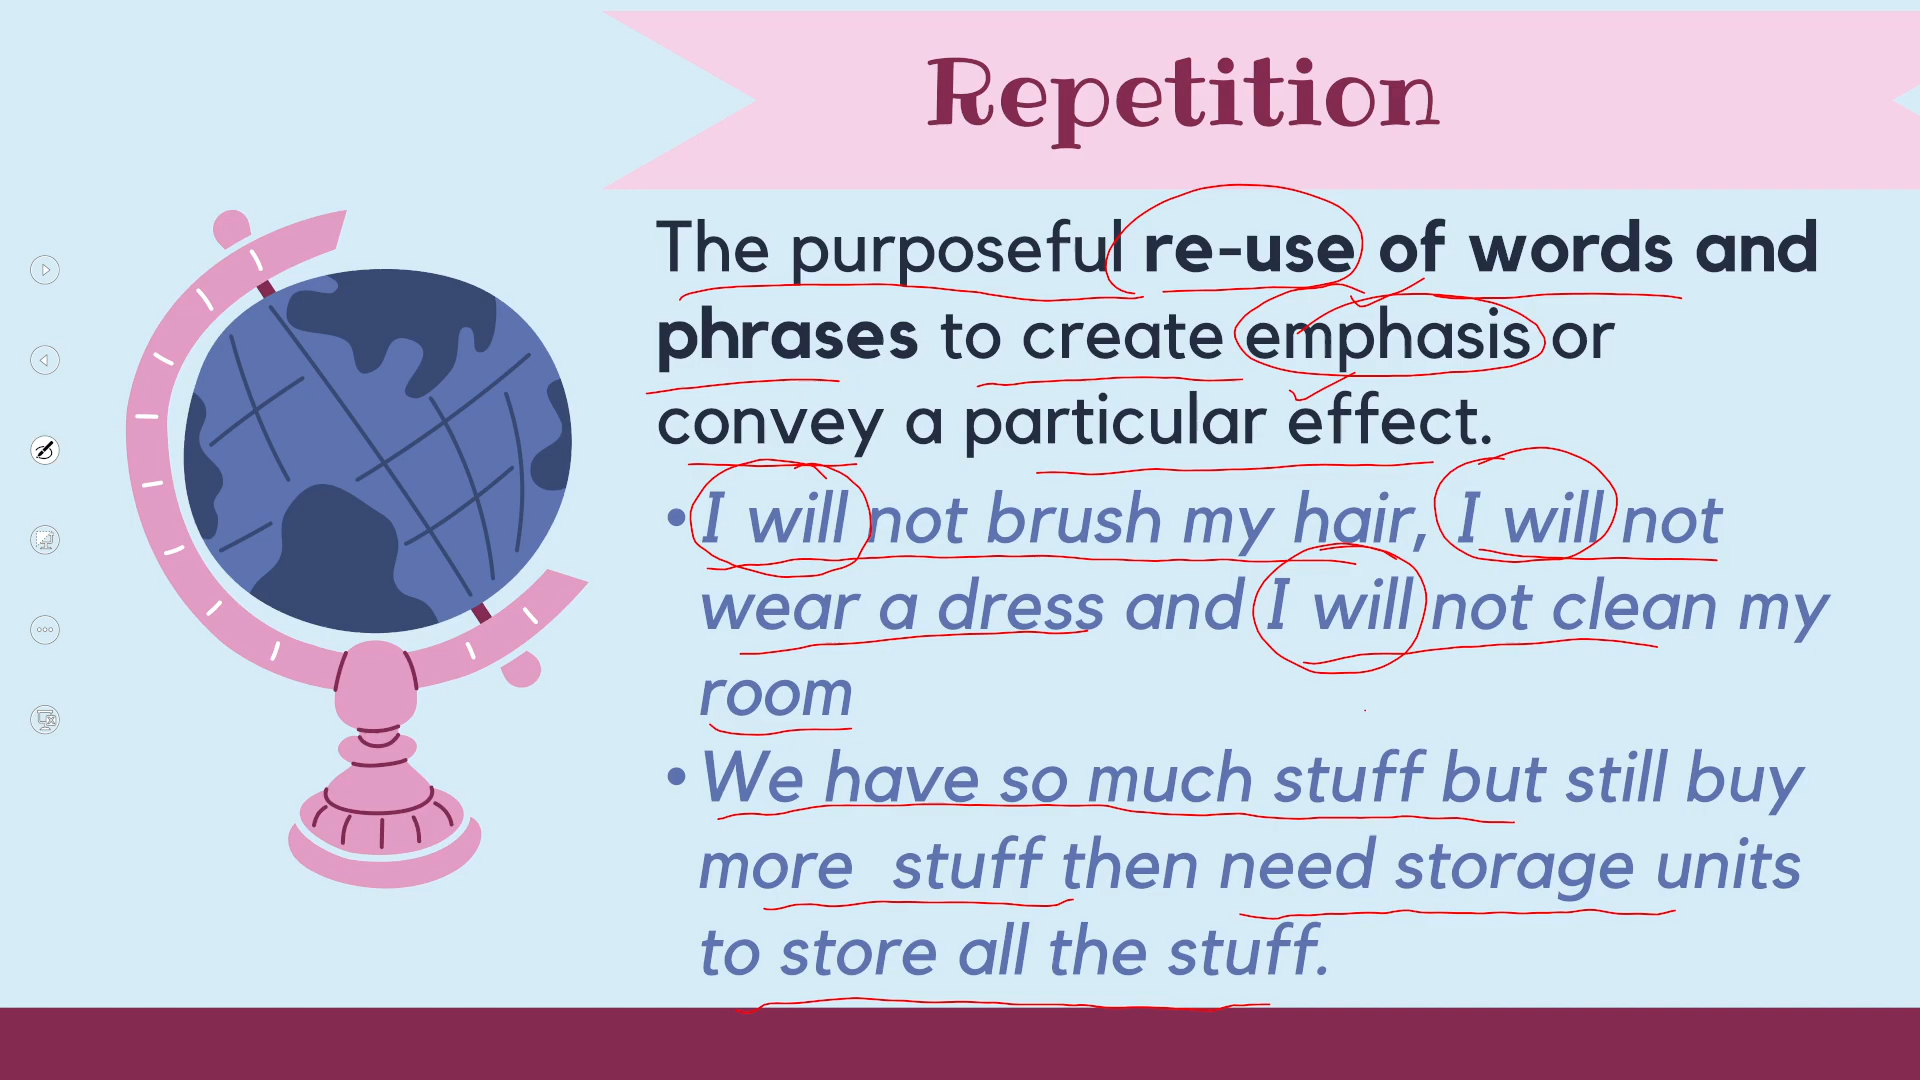 Repetition
The purposeful re-use of words and
phrases to create emphasis or
convey a particular effect.
• I will not brush my hair, I will not
wear a dress and I will not clean my
room
• We have so much stuff but still buy
more  stuff then need storage units
to store all the stuff.